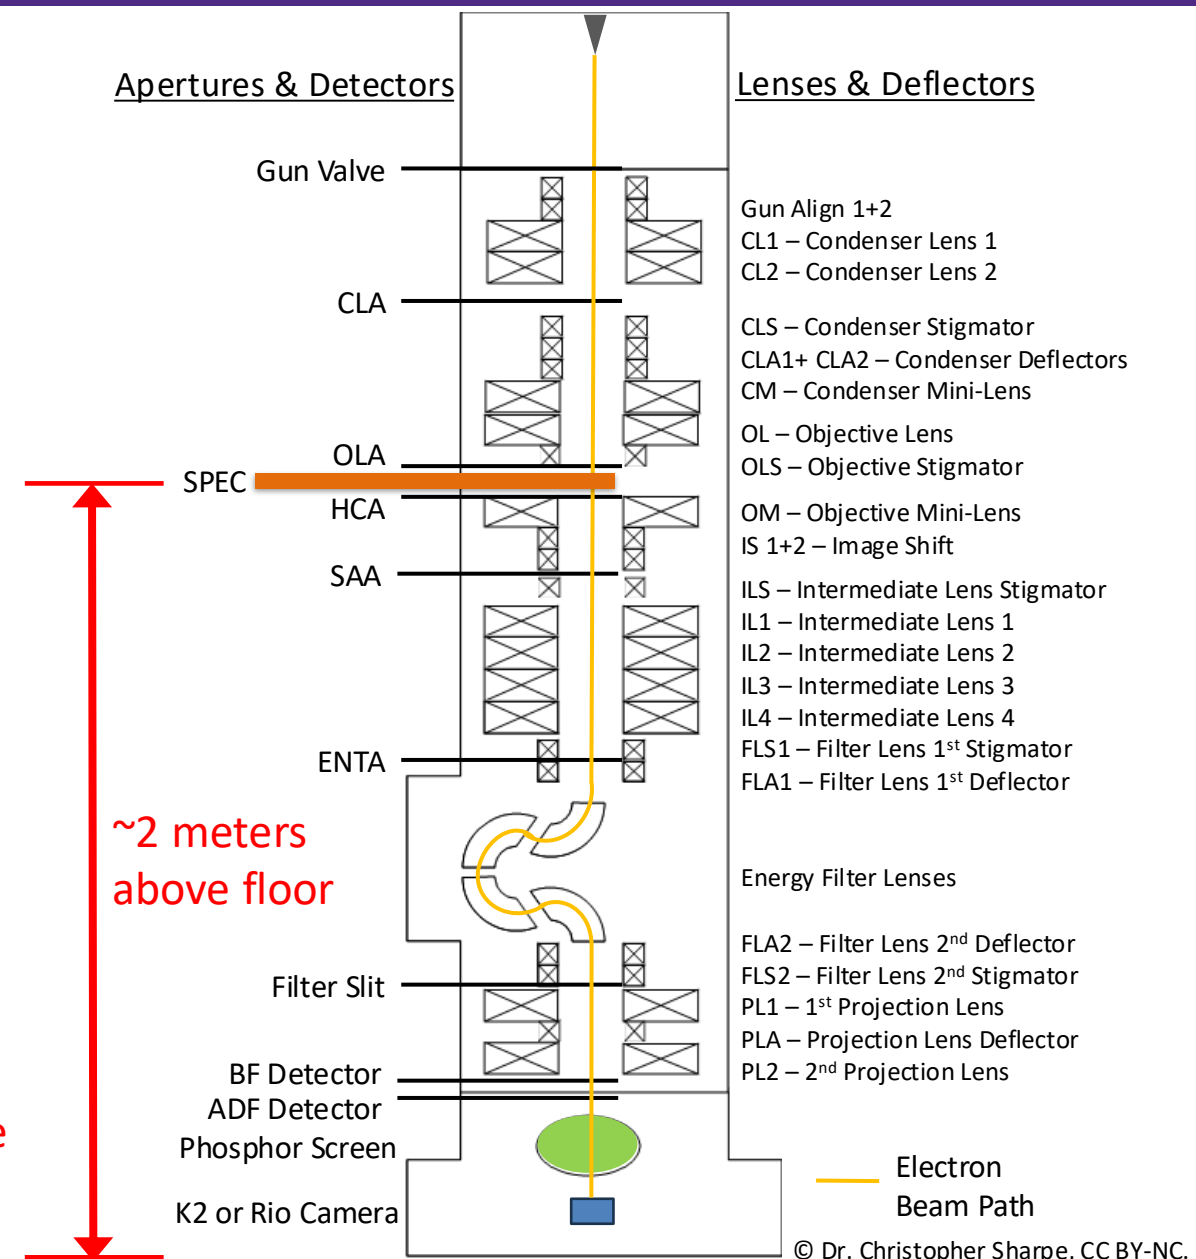 Apertures & Detectors
Lenses & Deflectors
Gun Valve
Gun Align 1+2
CL1 – Condenser Lens 1
CL2 – Condenser Lens 2
CLA
CLS – Condenser Stigmator
CLA1+ CLA2 – Condenser Deflectors
CM – Condenser Mini-Lens
OL – Objective Lens
OLA
OLS – Objective Stigmator
SPEC
HCA
OM – Objective Mini-Lens
IS 1+2 – Image Shift
SAA
ILS – Intermediate Lens Stigmator
IL1 – Intermediate Lens 1
IL2 – Intermediate Lens 2
IL3 – Intermediate Lens 3
IL4 – Intermediate Lens 4
FLS1 – Filter Lens 1st Stigmator
ENTA
FLA1 – Filter Lens 1st Deflector
~2 meters
above floor
Energy Filter Lenses
FLA2 – Filter Lens 2nd Deflector
FLS2 – Filter Lens 2nd Stigmator
Filter Slit
PL1 – 1st Projection Lens
PLA – Projection Lens Deflector
PL2 – 2nd Projection Lens
BF Detector
ADF Detector
Phosphor Screen
e
K2 or Rio Camera
Electron
Beam Path
© Dr. Christopher Sharpe. CC BY-NC.